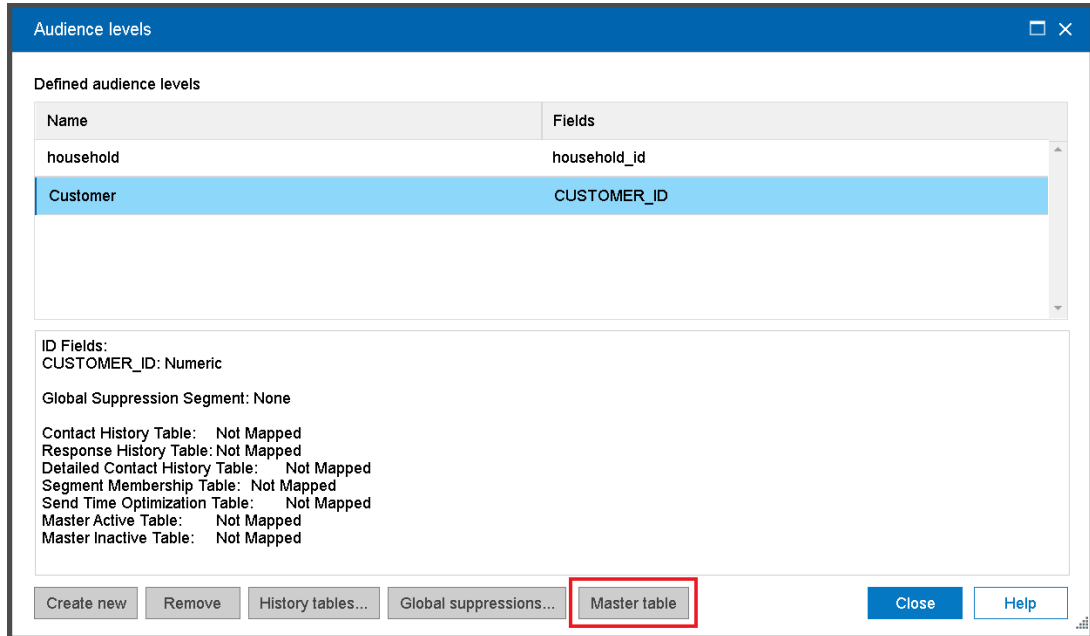 Audience levels
Defined audience levels
Name Fields
household household_id
Customer CUSTOMER_ID
ID Fields:
CUSTOMER_ID: Numeric
Global Suppression Segment: None
Contact History Table: Not Mapped
Response History Table: Not Mapped
Detailed Contact History Table: Not Mapped
Segment Membership Table: Not Mapped
Send Time Optimization Table: Not Mapped
Master Active Table: Not Mapped
Master Inactive Table: Not Mapped
Create new Remove History tables... Global suppressions... Master table Close Help